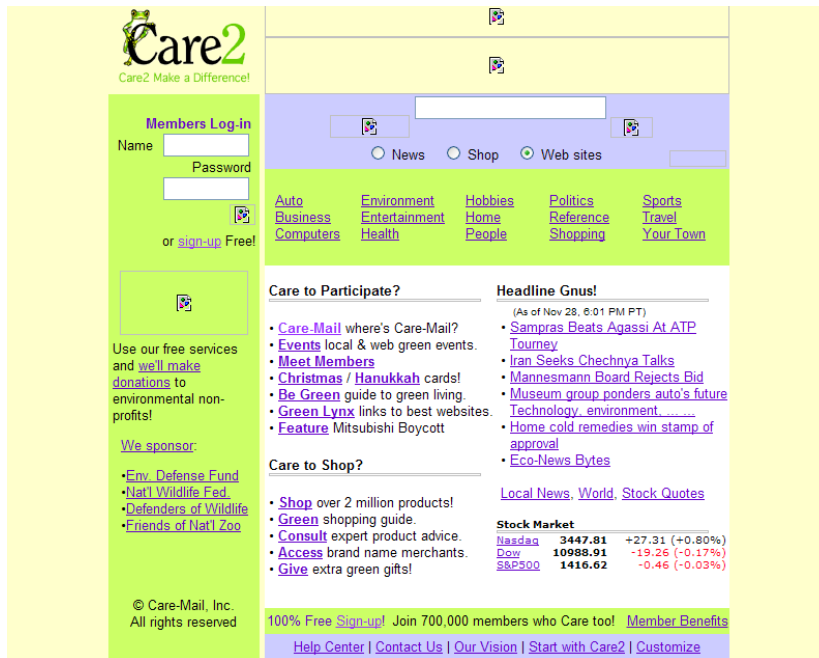 Care2
Care2 Make a Difference!
Members Log-in
Name
Password
or sign-up Free!
Use our free services
and we'll make
donations to
environmental non-
profits!
We sponsor:
•Env. Defense Fund
•Nat'l Wildlife Fed.
•Defenders of Wildlife
•Friends of Nat'l Zoo
© Care-Mail, Inc.
All rights reserved
News Shop Web sites
Auto Environment Hobbies Politics Sports
Business Entertainment Home Reference Travel
Computers Health People Shopping Your Town
Care to Participate?
• Care-Mail where's Care-Mail?
• Events local & web green events.
• Meet Members
• Christmas / Hanukkah cards!
• Be Green guide to green living.
• Green Lynx links to best websites.
• Feature Mitsubishi Boycott
Care to Shop?
• Shop over 2 million products!
• Green shopping guide.
• Consult expert product advice.
• Access brand name merchants.
• Give extra green gifts!
Headline Gnus!
(As of Nov 28, 6:01 PM PT)
• Sampras Beats Agassi At ATP
Tourney
• Iran Seeks Chechnya Talks
• Mannesmann Board Rejects Bid
• Museum group ponders auto's future
Technology, environment, ... ...
• Home cold remedies win stamp of
approval
• Eco-News Bytes
Local News, World, Stock Quotes
Stock Market
Nasdaq 3447.81 +27.31 (+0.80%)
Dow 10988.91 -19.26 (-0.17%)
S&P500 1416.62 -0.46 (-0.03%)
100% Free Sign-up! Join 700,000 members who Care too! Member Benefits
Help Center | Contact Us | Our Vision | Start with Care2 | Customize